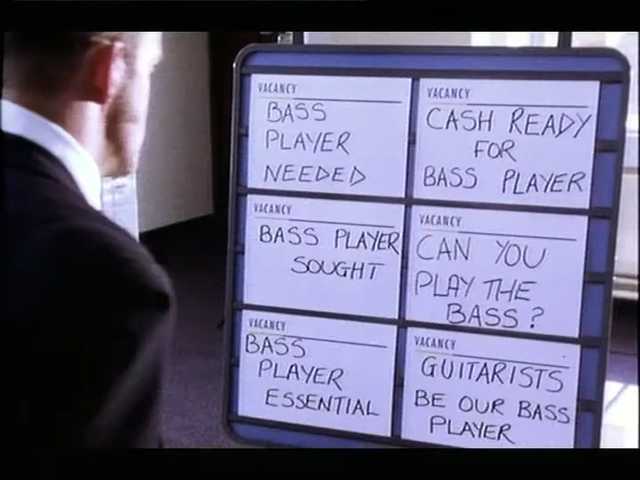 VACANCY
BASS
PLAYER
NEEDED
VACANCY
CASH READY
FOR
BASS PLAYER
VACANCY
BASS PLAYER
SOUGHT
VACANCY
CAN YOU
PLAY THE
BASS?
VACANCY
BASS
PLAYER
ESSENTIAL
VACANCY
GUITARISTS
BE OUR BASS
PLAYER